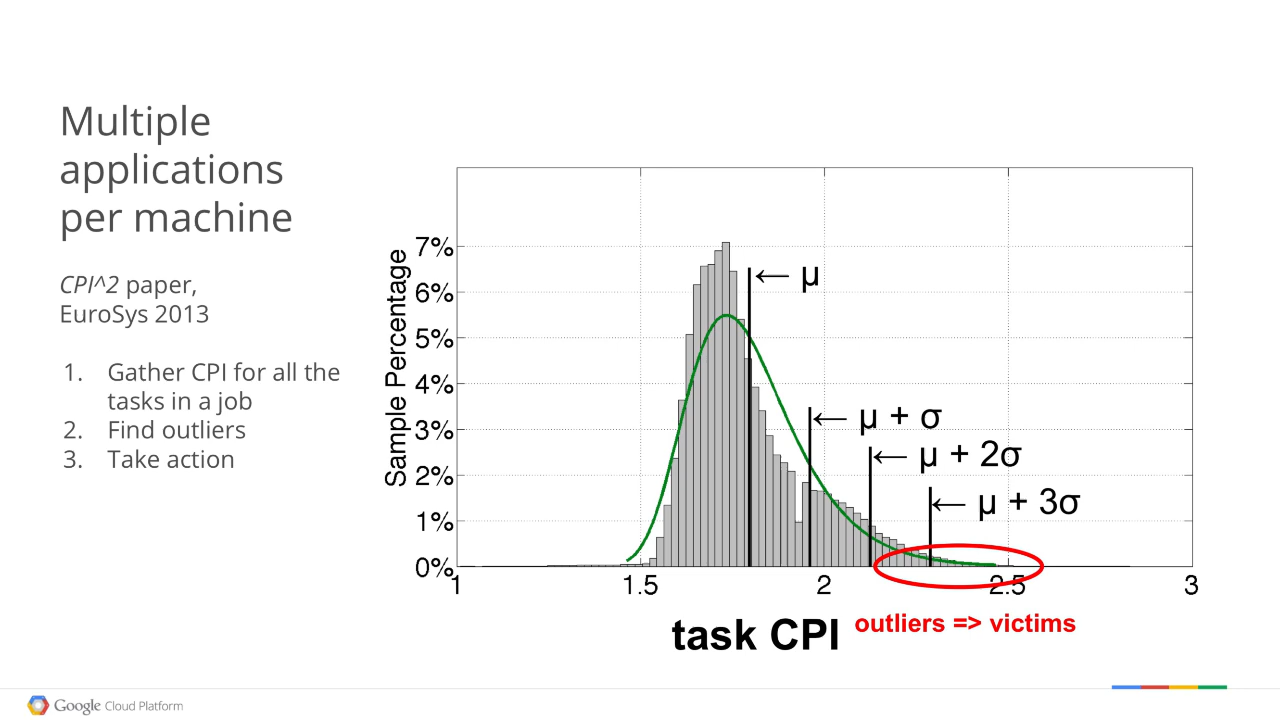 Multiple
applications
per machine
CPI^2 paper,
EuroSys 2013
1. Gather CPI for all the
tasks in a job
2. Find outliers
3. Take action
Sample Percentage
7%
6%
5%
4%
3%
2%
1%
0%
← μ
← μ + σ
← μ + 2σ
← μ + 3σ
1 1.5 2 2.5 3
task CPI
outliers => victims
Google Cloud Platform